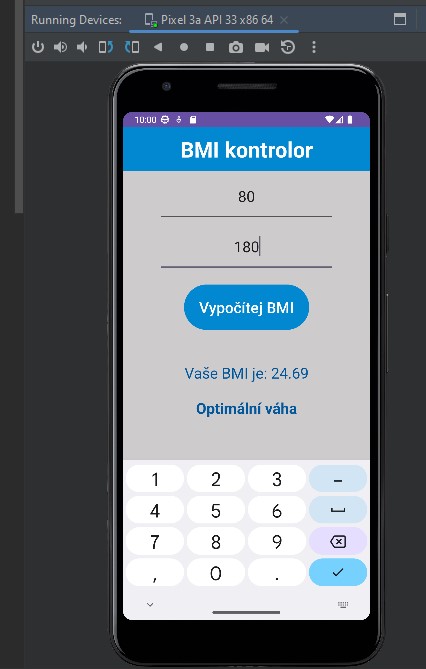 Running Devices: Pixel 3a API 33 x86 64
10:00
BMI kontrolor
80
180
Vypočítej BMI
Vaše BMI je: 24.69
Optimální váha
1 2 3 –
4 5 6
7 8 9
, 0 .